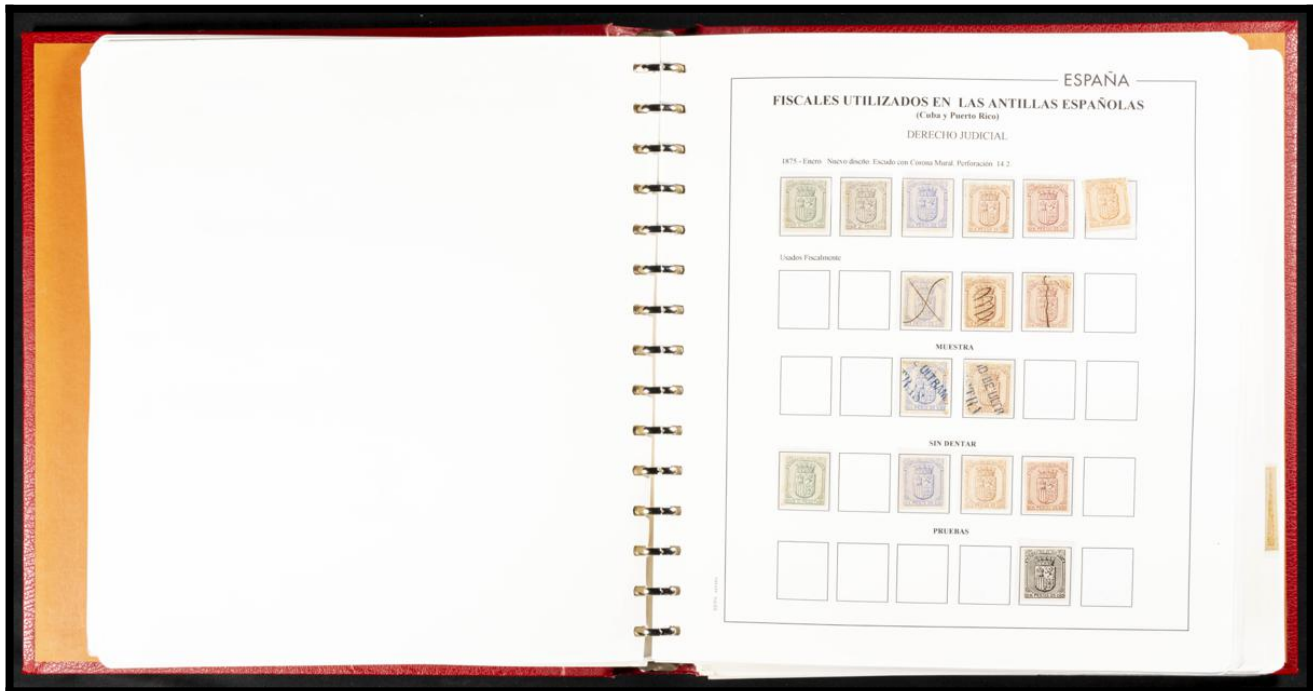 ESPAÑA
FISCALES UTILIZADOS EN LAS ANTILLAS ESPAÑOLAS
(Cuba y Puerto Rico)
DERECHO JUDICIAL
1875 - Enero Nuevo diseño. Escudo con Corona Mural. Perforación 14 2.
Usados Fiscalmente
MUESTRA
SIN DENTAR
PRUEBAS